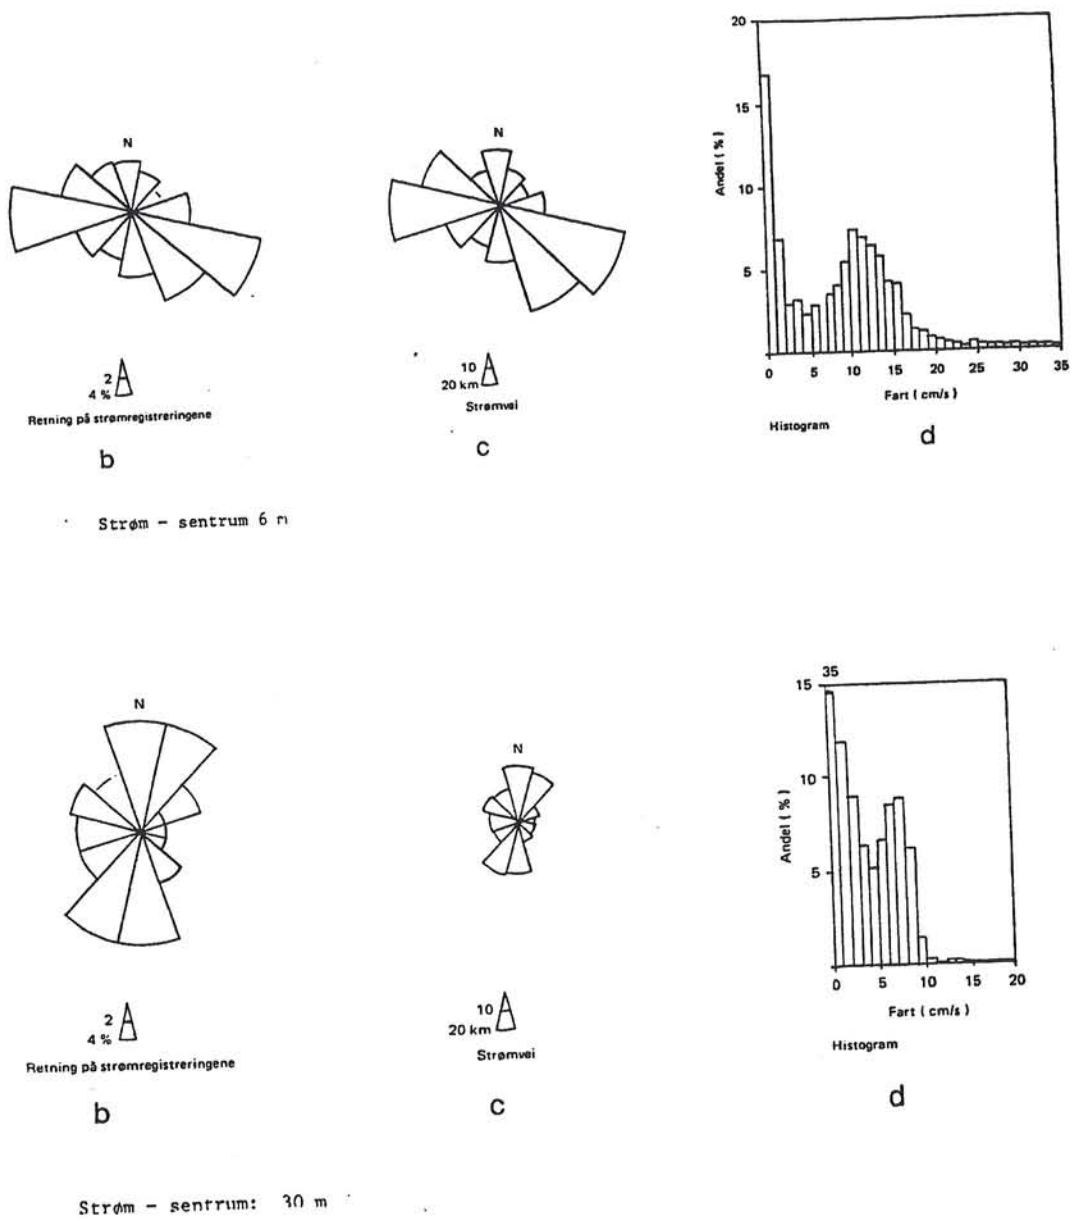 N
2
4 %
Retning på strømregistreringene
b
N
10
20 km
Strømvei
c
20
15
10
5
Andel ( % )
0 5 10 15 20 25 30 35
Fart ( cm/s )
Histogram
d
Strøm - sentrum 6 m
N
2
4 %
Retning på strømregistreringene
b
N
10
20 km
Strømvei
c
35
15
10
5
Andel ( % )
0 5 10 15 20
Fart ( cm/s )
Histogram
d
Strøm - sentrum: 30 m